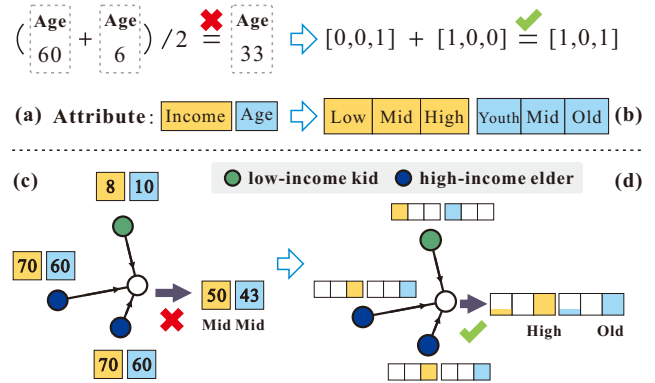 ( Age 60 + Age 6 ) /2 = Age 33
[0,0,1] + [1,0,0] = [1,0,1]
(a) Attribute: Income Age
Low Mid High Youth Mid Old (b)
(c)
low-income kid high-income elder (d)
8 10
70 60
50 43
Mid Mid
70 60
High Old